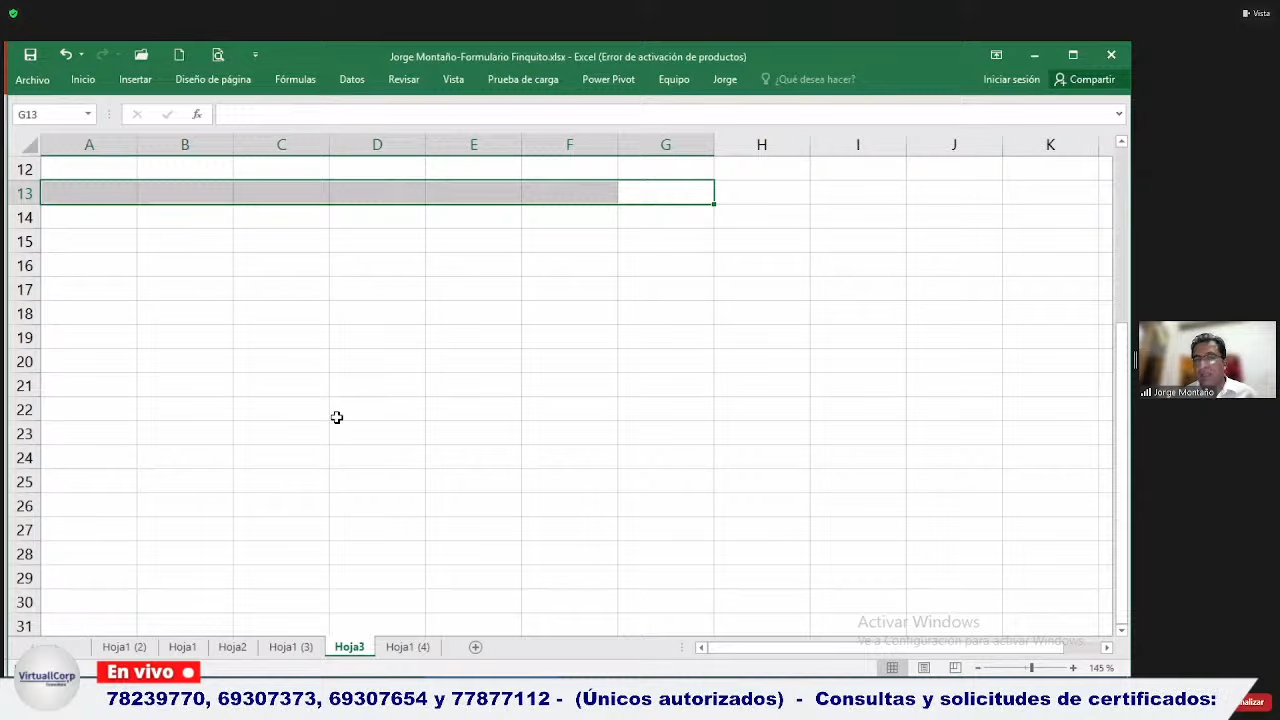 Vista
Jorge Montaño-Formulario Finquito.xlsx - Excel (Error de activación de productos)
Archivo Inicio Insertar Diseño de página Fórmulas Datos Revisar Vista Prueba de carga Power Pivot Equipo Jorge ¿Qué desea hacer? Iniciar sesión Compartir
G13 fx
A B C D E F G H I J K
12
13
14
15
16
17
18
19
20
21
22
23
24
25
26
27
28
29
30
31
Jorge Montaño
Activar Windows
Ve a Configuración para activar Windows.
Hoja1 (2) Hoja1 Hoja2 Hoja3 Hoja1 (4)
145 %
VirtuallCorp
En vivo
78239770, 69307373, 69307654 y 77877112 - (Únicos autorizados) - Consultas y solicitudes de certificados: